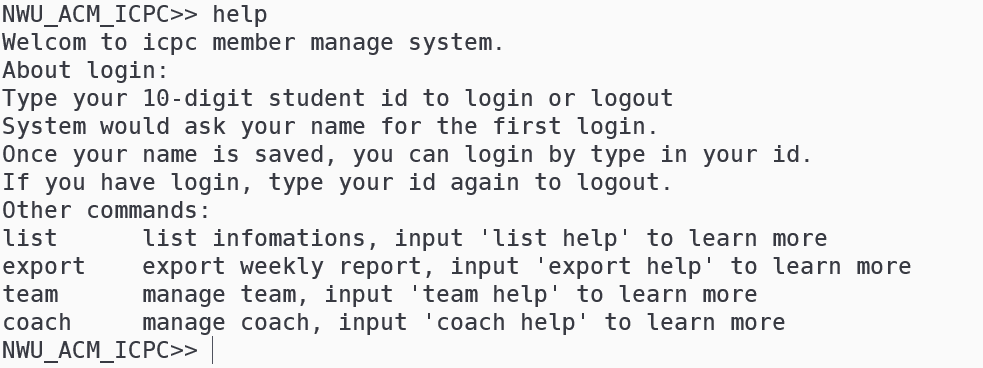 NWU_ACM_ICPC>> help
Welcom to icpc member manage system.
About login:
Type your 10-digit student id to login or logout
System would ask your name for the first login.
Once your name is saved, you can login by type in your id.
If you have login, type your id again to logout.
Other commands:
list      list infomations, input 'list help' to learn more
export    export weekly report, input 'export help' to learn more
team      manage team, input 'team help' to learn more
coach     manage coach, input 'coach help' to learn more
NWU_ACM_ICPC>>